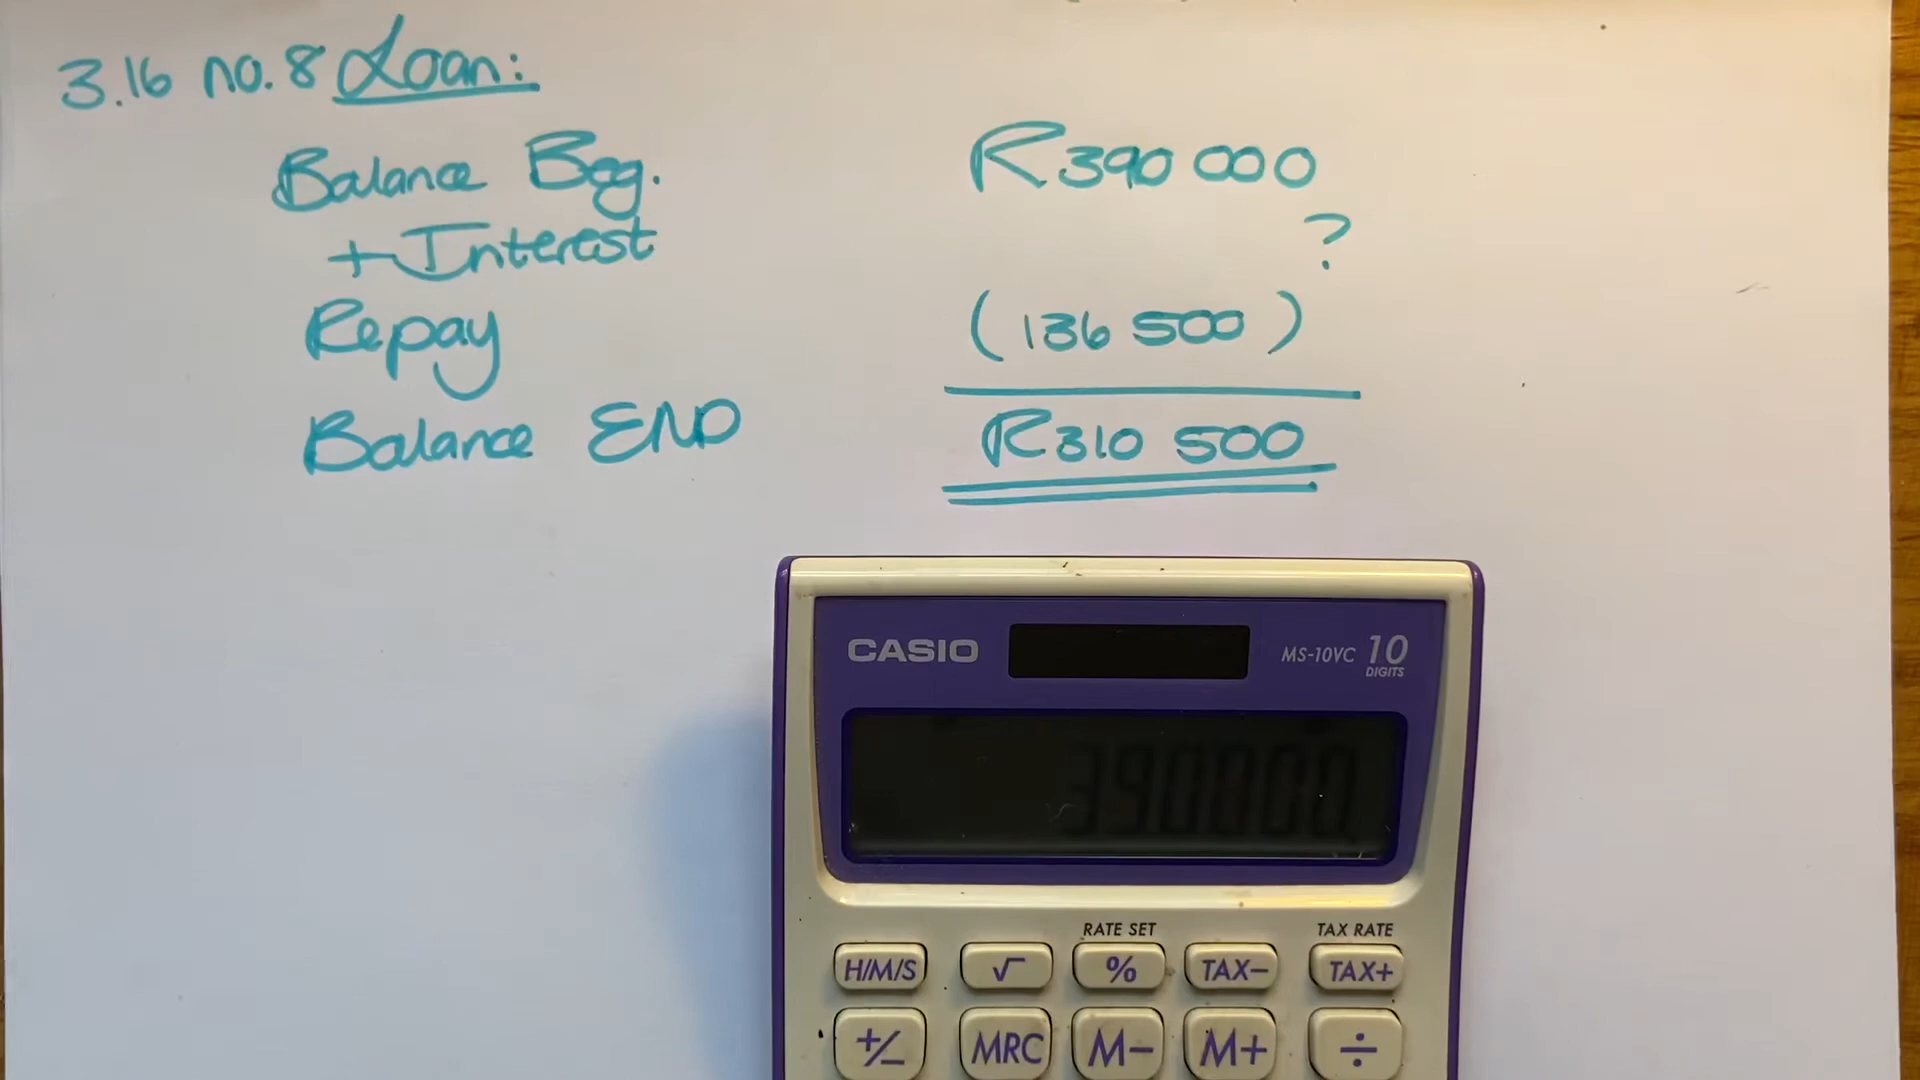 3.16 no. 8 Loan:
Balance Beg. R390 000
+ Interest ?
Repay (136 500)
Balance END R310 500
CASIO MS-10VC 10 DIGITS
390000
RATE SET TAX RATE
H/M/S √ % TAX− TAX+
+/− MRC M− M+ ÷